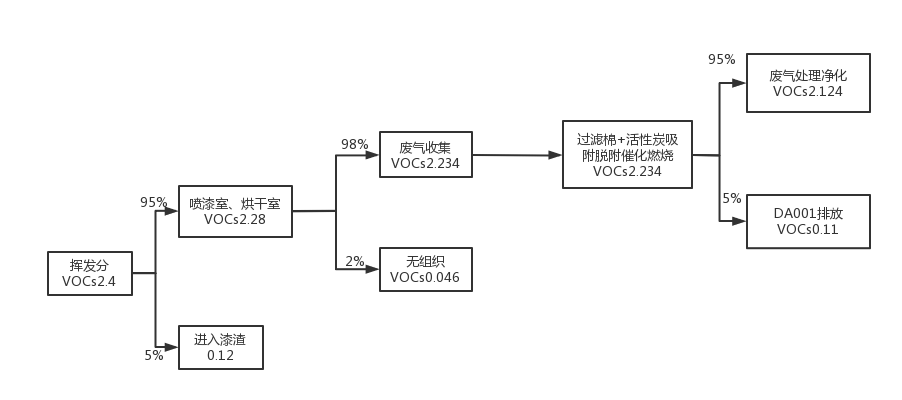 95%
废气处理净化
VOCs2.124
98%
废气收集
VOCs2.234
过滤棉+活性炭吸
附脱附催化燃烧
VOCs2.234
95%
喷漆室、烘干室
VOCs2.28
5%
DA001排放
VOCs0.11
挥发分
VOCs2.4
2%
无组织
VOCs0.046
5%
进入漆渣
0.12